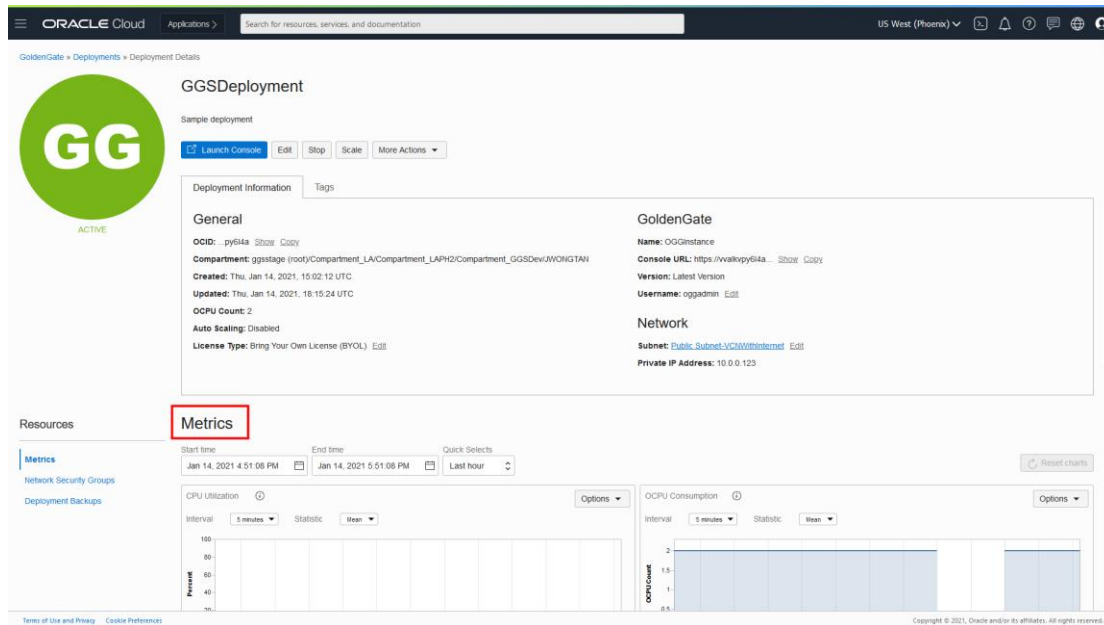 ORACLE Cloud
Applications >
Search for resources, services, and documentation
US West (Phoenix)
GoldenGate » Deployments » Deployment Details
GG
ACTIVE
GGSDeployment
Sample deployment
Launch Console Edit Stop Scale More Actions
Deployment Information Tags
General
OCID: ...py6l4a Show Copy
Compartment: ggsstage (root)/Compartment_LA/Compartment_LAPH2/Compartment_GGSDev/JWONGTAN
Created: Thu, Jan 14, 2021, 15:02:12 UTC
Updated: Thu, Jan 14, 2021, 18:15:24 UTC
OCPU Count: 2
Auto Scaling: Disabled
License Type: Bring Your Own License (BYOL) Edit
GoldenGate
Name: OGGInstance
Console URL: https://vvalkvpy6l4a... Show Copy
Version: Latest Version
Username: oggadmin Edit
Network
Subnet: Public Subnet-VCNWithInternet Edit
Private IP Address: 10.0.0.123
Resources
Metrics
Network Security Groups
Deployment Backups
Metrics
Start time End time Quick Selects
Jan 14, 2021 4:51:08 PM Jan 14, 2021 5:51:08 PM Last hour
Reset charts
CPU Utilization Options
Interval 5 minutes Statistic Mean
100
80
60
40
20
Percent
OCPU Consumption Options
Interval 5 minutes Statistic Mean
2
1.5
1
0.5
OCPU Count
Terms of Use and Privacy Cookie Preferences
Copyright © 2021, Oracle and/or its affiliates. All rights reserved.